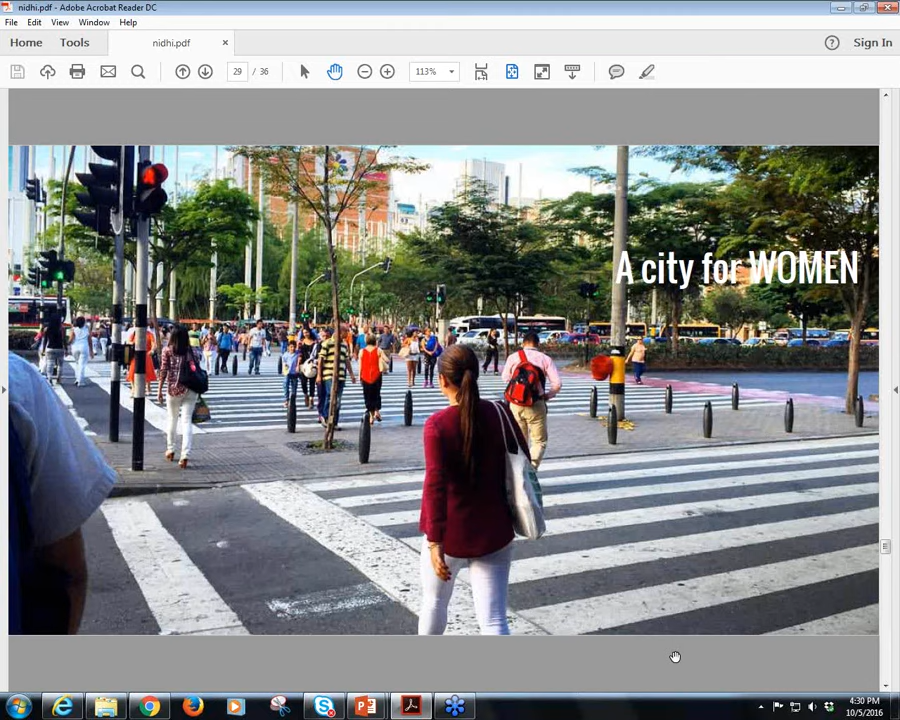 nidhi.pdf - Adobe Acrobat Reader DC
File Edit View Window Help
Home Tools nidhi.pdf × ? Sign In
29 / 36 113%
A city for WOMEN
4:30 PM
10/5/2016